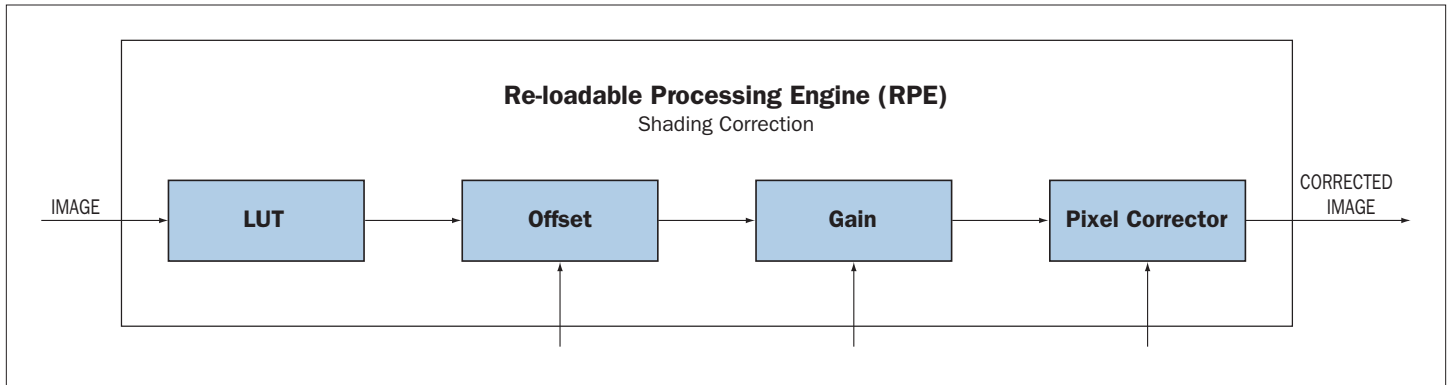 Re-loadable Processing Engine (RPE)
Shading Correction
IMAGE
LUT
Offset
Gain
Pixel Corrector
CORRECTED
IMAGE